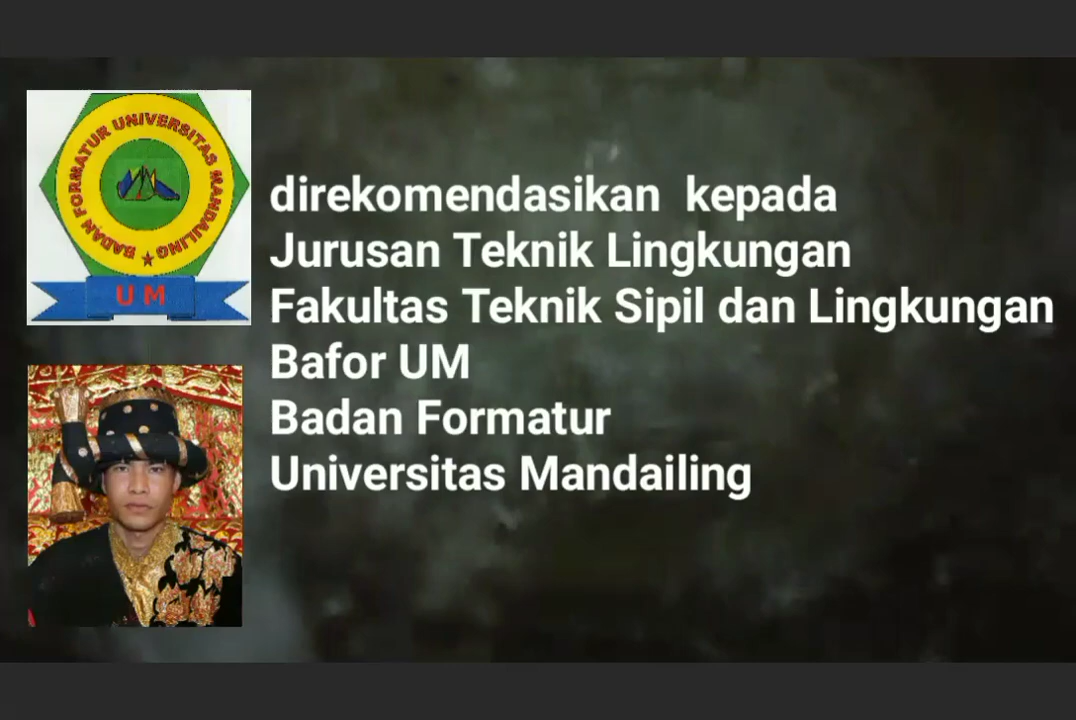 BADAN FORMATUR UNIVERSITAS MANDAILING
U M
direkomendasikan kepada
Jurusan Teknik Lingkungan
Fakultas Teknik Sipil dan Lingkungan
Bafor UM
Badan Formatur
Universitas Mandailing